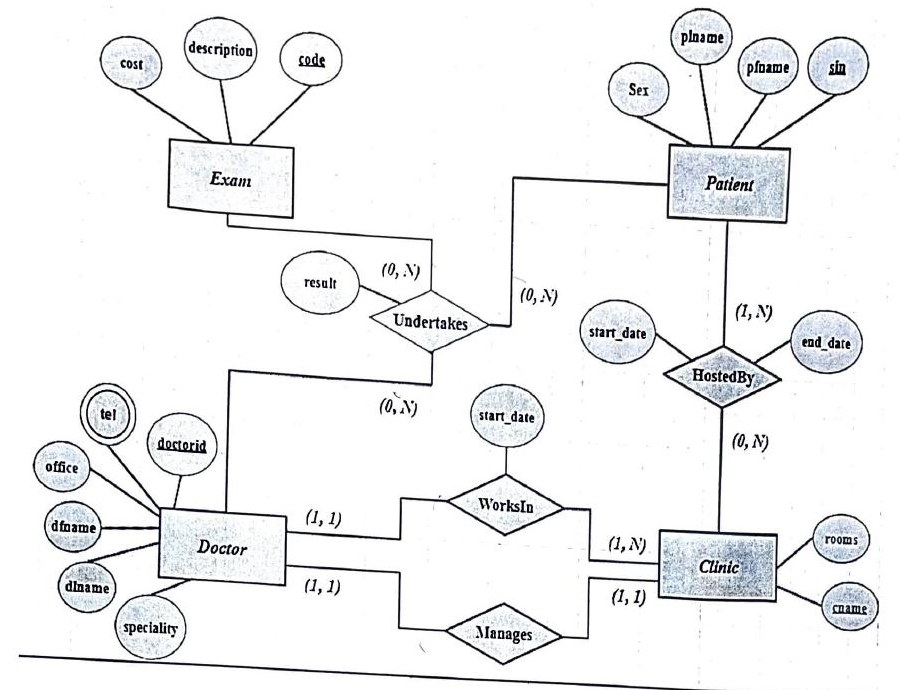 cost
description
code
Exam
plname
Sex
pfname
sin
Patient
result
(0, N)
Undertakes
(0, N)
(0, N)
(1, N)
start_date
end_date
HostedBy
(0, N)
tel
doctorid
office
dfname
dlname
speciality
Doctor
start_date
WorksIn
(1, 1)
(1, N)
(1, 1)
(1, 1)
Manages
Clinic
rooms
cname